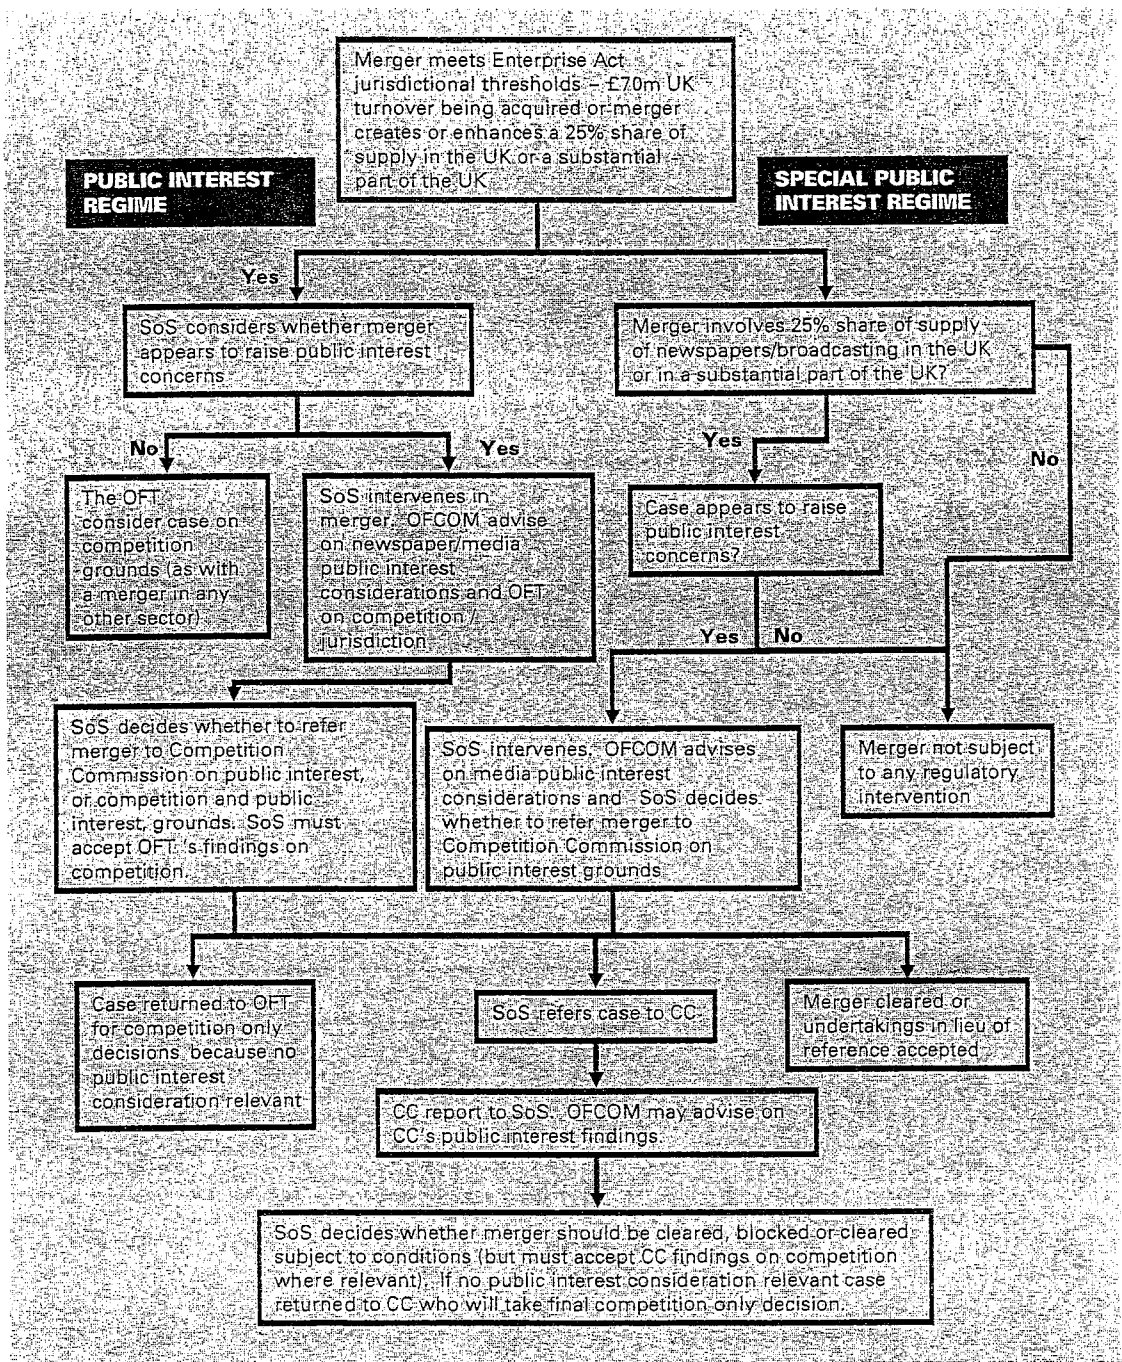 Merger meets Enterprise Act
jurisdictional thresholds – £70m UK
turnover being acquired or merger
creates or enhances a 25% share of
supply in the UK or a substantial
part of the UK
PUBLIC INTEREST
REGIME
SPECIAL PUBLIC
INTEREST REGIME
Yes
SoS considers whether merger
appears to raise public interest
concerns
Merger involves 25% share of supply
of newspapers/broadcasting in the UK
or in a substantial part of the UK?
No
Yes
Yes
No
The OFT
consider case on
competition
grounds (as with
a merger in any
other sector)
SoS intervenes in
merger. OFCOM advise
on newspaper/media
public interest
considerations and OFT
on competition /
jurisdiction
Case appears to raise
public interest
concerns?
Yes
No
SoS decides whether to refer
merger to Competition
Commission on public interest,
or competition and public
interest, grounds. SoS must
accept OFT 's findings on
competition.
SoS intervenes. OFCOM advises
on media public interest
considerations and SoS decides
whether to refer merger to
Competition Commission on
public interest grounds
Merger not subject
to any regulatory
intervention
Case returned to OFT
for competition only
decisions because no
public interest
consideration relevant
SoS refers case to CC.
Merger cleared or
undertakings in lieu of
reference accepted
CC report to SoS. OFCOM may advise on
CC's public interest findings.
SoS decides whether merger should be cleared, blocked or cleared
subject to conditions (but must accept CC findings on competition
where relevant). If no public interest consideration relevant case
returned to CC who will take final competition only decision.